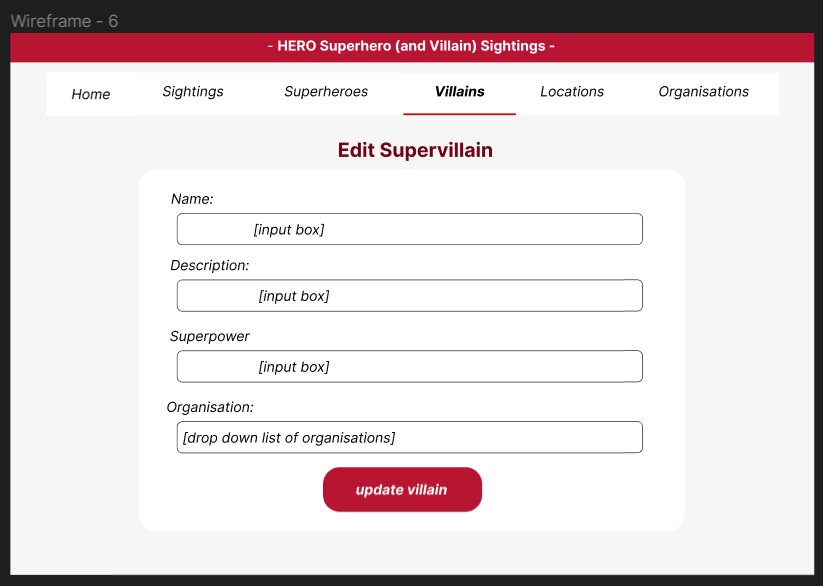 Wireframe - 6
- HERO Superhero (and Villain) Sightings -
Home Sightings Superheroes Villains Locations Organisations
Edit Supervillain
Name:
[input box]
Description:
[input box]
Superpower
[input box]
Organisation:
[drop down list of organisations]
update villain